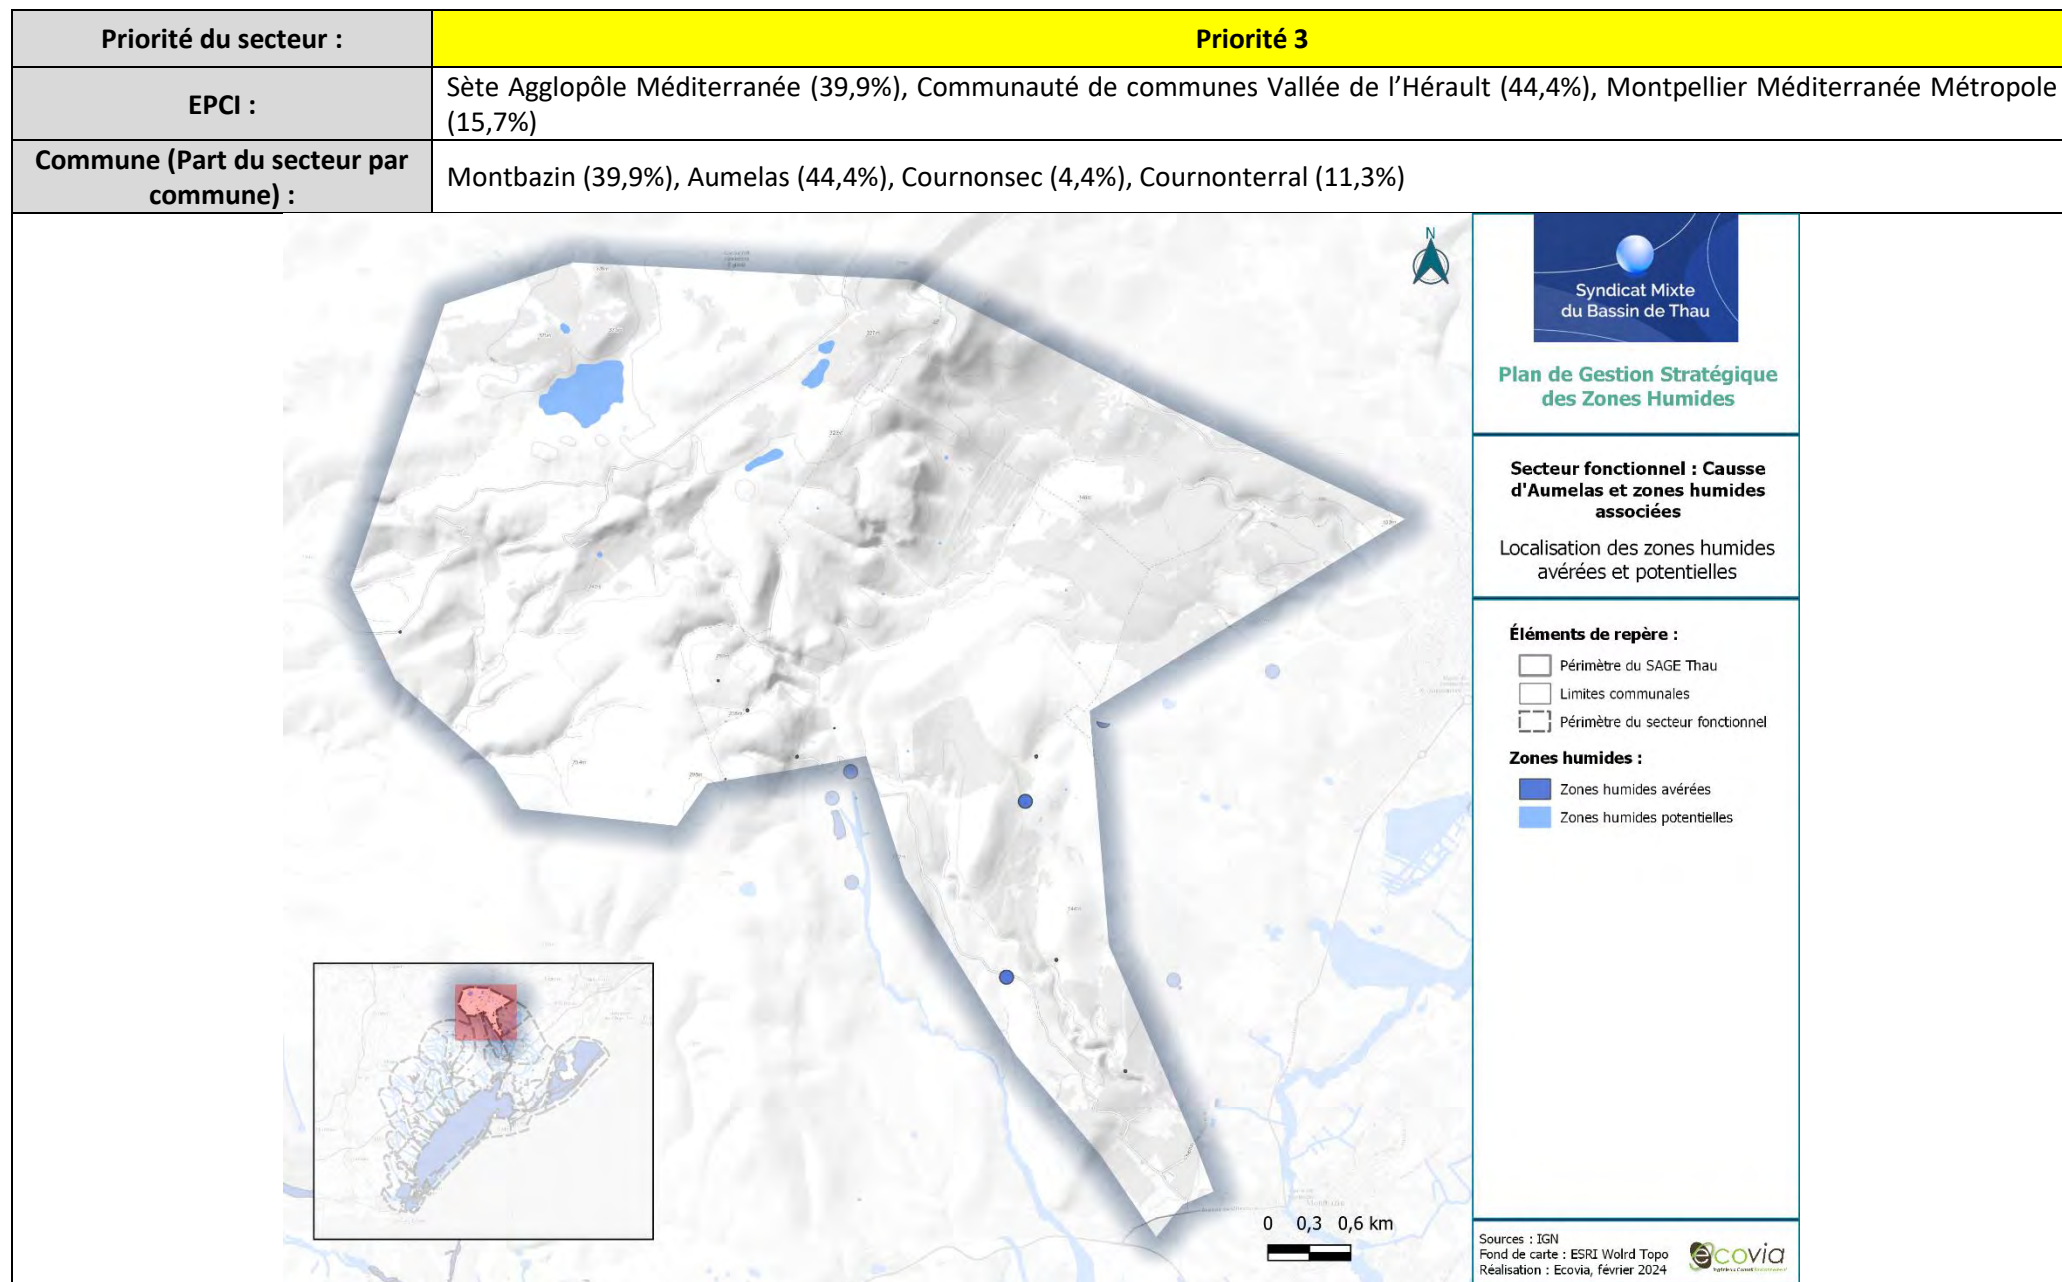 Priorité du secteur :
Priorité 3
EPCI :
Sète Agglopôle Méditerranée (39,9%), Communauté de communes Vallée de l’Hérault (44,4%), Montpellier Méditerranée Métropole
(15,7%)
Commune (Part du secteur par
commune) :
Montbazin (39,9%), Aumelas (44,4%), Cournonsec (4,4%), Cournonterral (11,3%)
N
Syndicat Mixte
du Bassin de Thau
Plan de Gestion Stratégique
des Zones Humides
Secteur fonctionnel : Causse
d'Aumelas et zones humides
associées
Localisation des zones humides
avérées et potentielles
Éléments de repère :
Périmètre du SAGE Thau
Limites communales
Périmètre du secteur fonctionnel
Zones humides :
Zones humides avérées
Zones humides potentielles
0 0,3 0,6 km
Sources : IGN
Fond de carte : ESRI Wolrd Topo
Réalisation : Ecovia, février 2024
ecovia